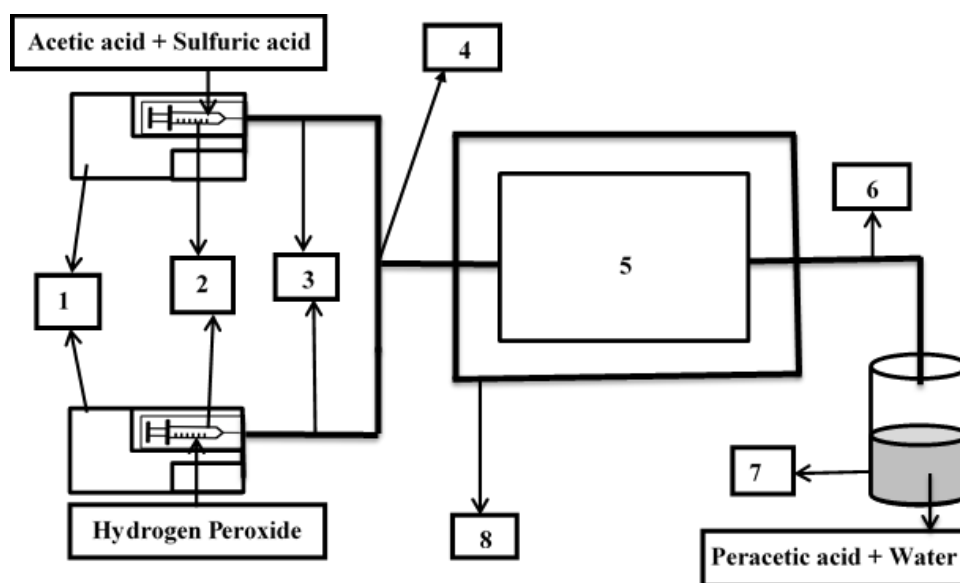 Acetic acid + Sulfuric acid
4
6
5
1
2
3
7
8
Hydrogen Peroxide
Peracetic acid + Water